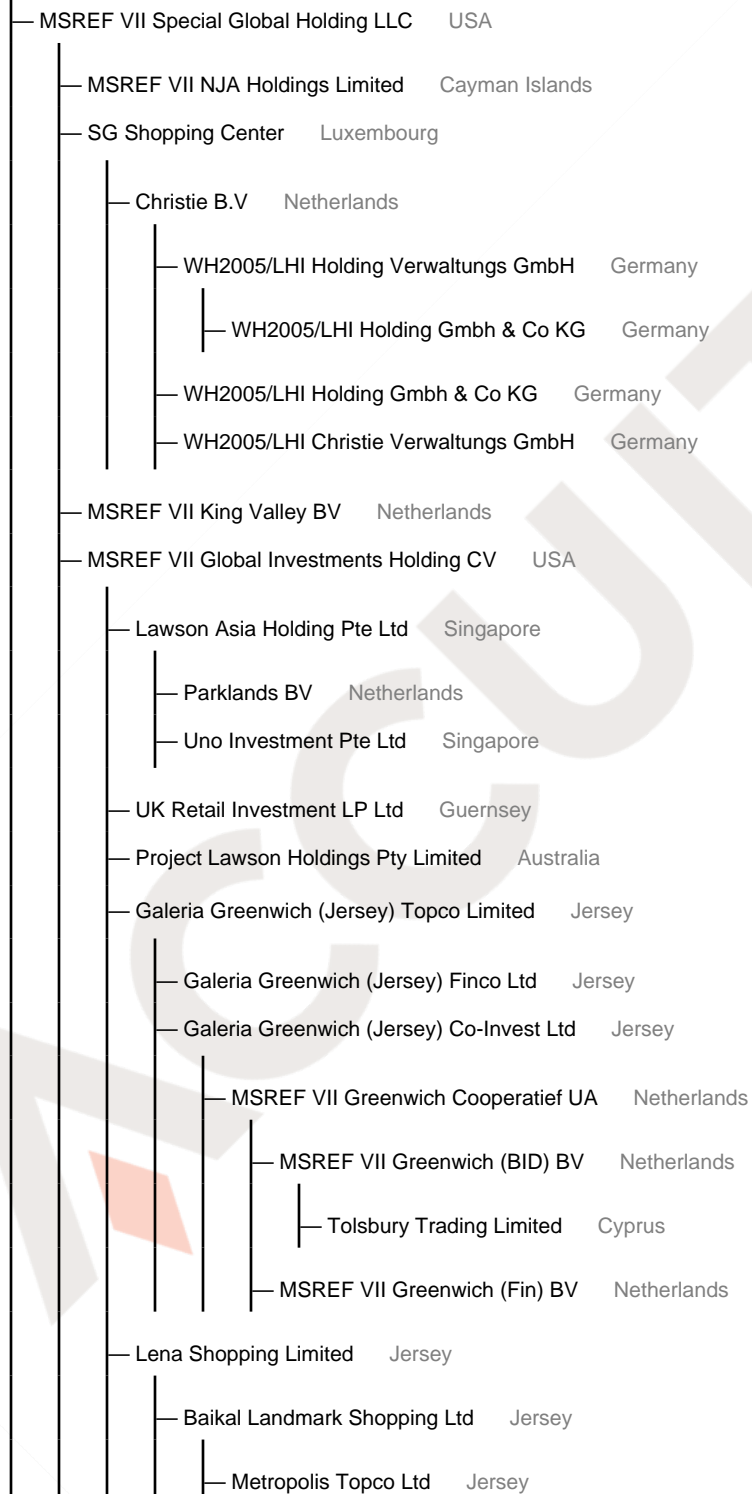 MSREF VII Special Global Holding LLC USA
MSREF VII NJA Holdings Limited Cayman Islands
SG Shopping Center Luxembourg
Christie B.V Netherlands
WH2005/LHI Holding Verwaltungs GmbH Germany
WH2005/LHI Holding Gmbh & Co KG Germany
WH2005/LHI Holding Gmbh & Co KG Germany
WH2005/LHI Christie Verwaltungs GmbH Germany
MSREF VII King Valley BV Netherlands
MSREF VII Global Investments Holding CV USA
Lawson Asia Holding Pte Ltd Singapore
Parklands BV Netherlands
Uno Investment Pte Ltd Singapore
UK Retail Investment LP Ltd Guernsey
Project Lawson Holdings Pty Limited Australia
Galeria Greenwich (Jersey) Topco Limited Jersey
Galeria Greenwich (Jersey) Finco Ltd Jersey
Galeria Greenwich (Jersey) Co-Invest Ltd Jersey
MSREF VII Greenwich Cooperatief UA Netherlands
MSREF VII Greenwich (BID) BV Netherlands
Tolsbury Trading Limited Cyprus
MSREF VII Greenwich (Fin) BV Netherlands
Lena Shopping Limited Jersey
Baikal Landmark Shopping Ltd Jersey
Metropolis Topco Ltd Jersey